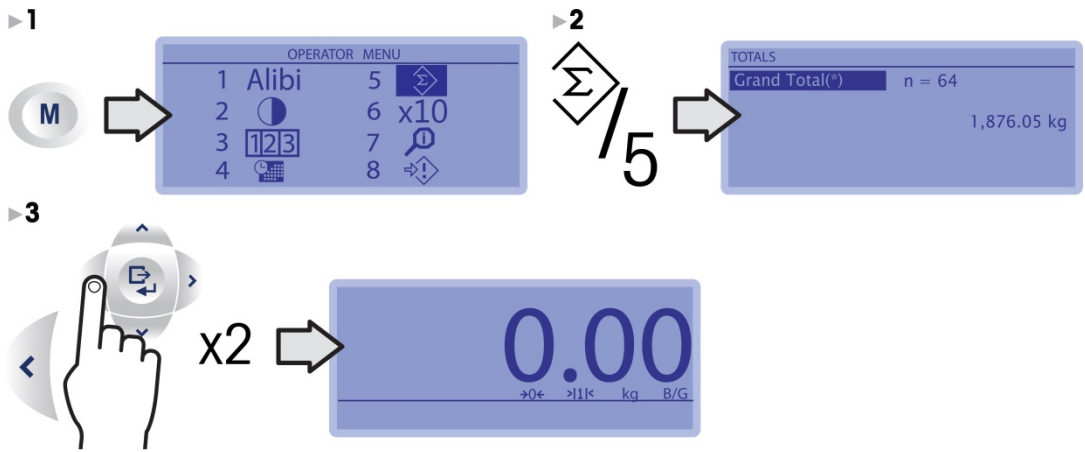 1
M
OPERATOR MENU
1 Alibi 5 Σ
2 6 x10
3 123 7 i
4 8 !
2
Σ/5
TOTALS
Grand Total(*) n = 64
1,876.05 kg
3
x2
0.00
→0← >|1|< kg B/G